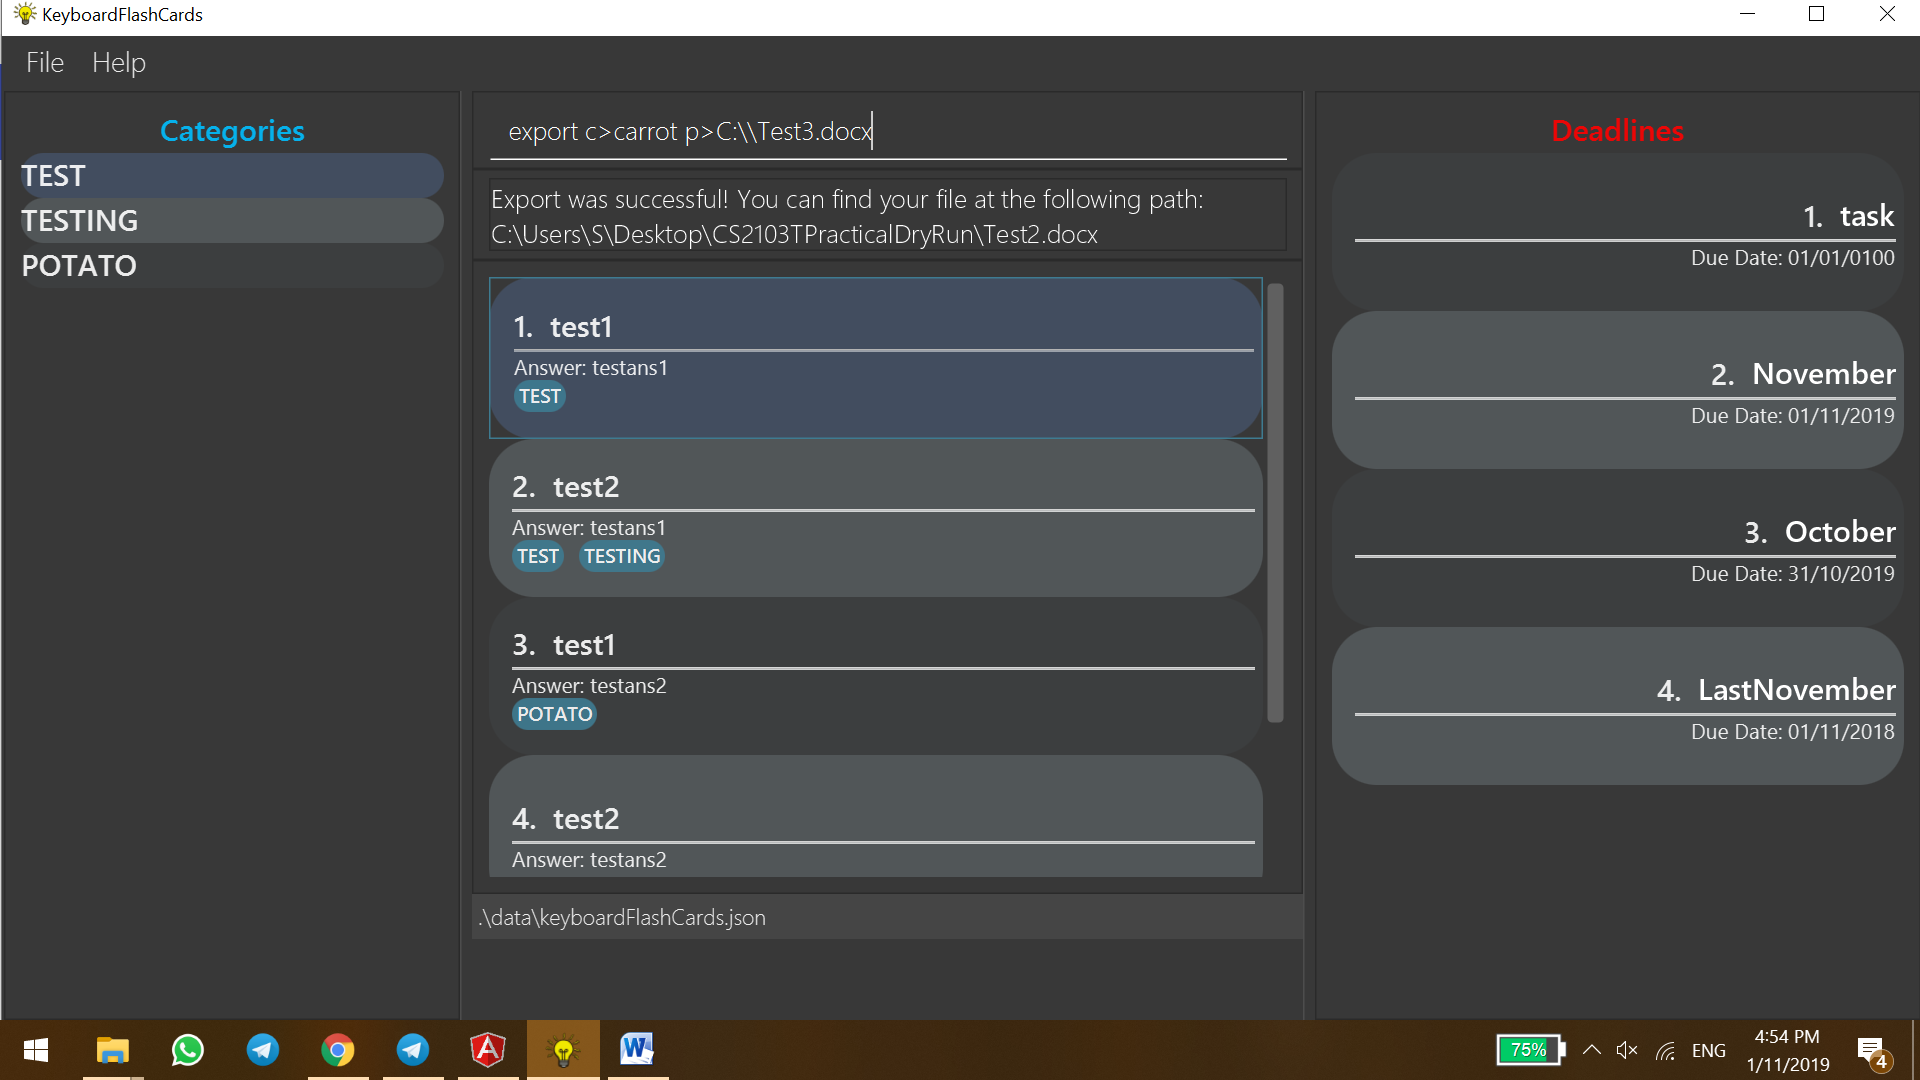 KeyboardFlashCards
File Help
Categories
TEST
TESTING
POTATO
export c>carrot p>C:\\Test3.docx
Export was successful! You can find your file at the following path:
C:\Users\S\Desktop\CS2103TPracticalDryRun\Test2.docx
1. test1
Answer: testans1
TEST
2. test2
Answer: testans1
TEST TESTING
3. test1
Answer: testans2
POTATO
4. test2
Answer: testans2
.\data\keyboardFlashCards.json
Deadlines
1. task
Due Date: 01/01/0100
2. November
Due Date: 01/11/2019
3. October
Due Date: 31/10/2019
4. LastNovember
Due Date: 01/11/2018
75%
ENG
4:54 PM
1/11/2019
4